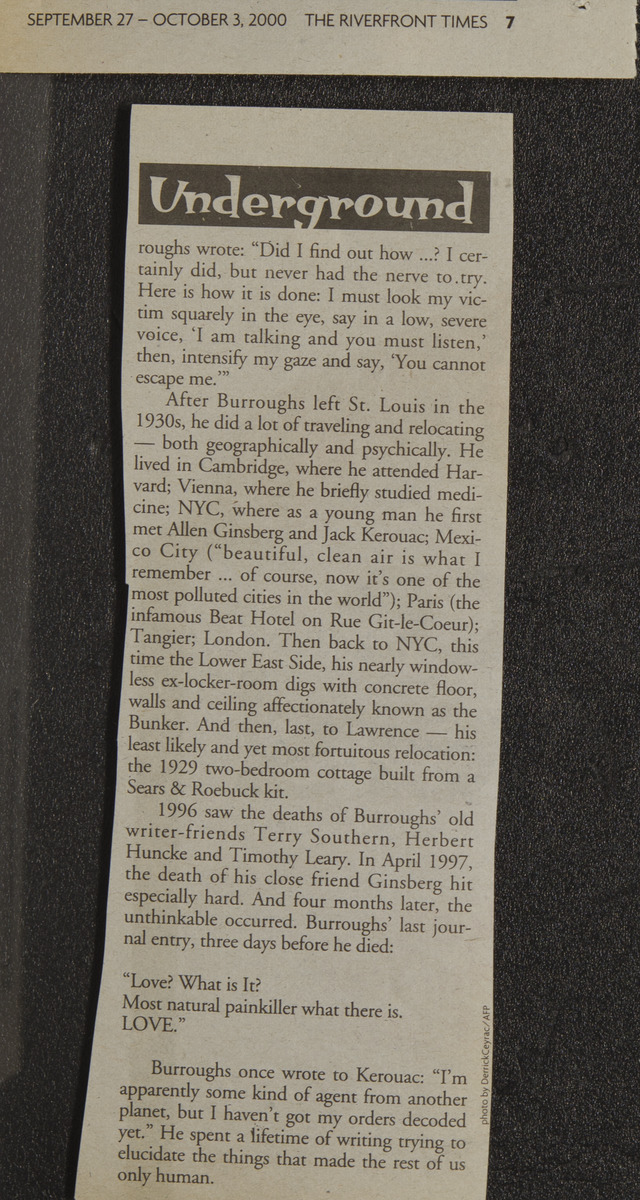 SEPTEMBER 27 – OCTOBER 3, 2000 THE RIVERFRONT TIMES 7
Underground
roughs wrote: “Did I find out how ...? I cer-
tainly did, but never had the nerve to try.
Here is how it is done: I must look my vic-
tim squarely in the eye, say in a low, severe
voice, ‘I am talking and you must listen,’
then, intensify my gaze and say, ‘You cannot
escape me.’”
After Burroughs left St. Louis in the
1930s, he did a lot of traveling and relocating
— both geographically and psychically. He
lived in Cambridge, where he attended Har-
vard; Vienna, where he briefly studied medi-
cine; NYC, where as a young man he first
met Allen Ginsberg and Jack Kerouac; Mexi-
co City (“beautiful, clean air is what I
remember ... of course, now it’s one of the
most polluted cities in the world”); Paris (the
infamous Beat Hotel on Rue Git-le-Coeur);
Tangier; London. Then back to NYC, this
time the Lower East Side, his nearly window-
less ex-locker-room digs with concrete floor,
walls and ceiling affectionately known as the
Bunker. And then, last, to Lawrence — his
least likely and yet most fortuitous relocation:
the 1929 two-bedroom cottage built from a
Sears & Roebuck kit.
1996 saw the deaths of Burroughs’ old
writer-friends Terry Southern, Herbert
Huncke and Timothy Leary. In April 1997,
the death of his close friend Ginsberg hit
especially hard. And four months later, the
unthinkable occurred. Burroughs’ last jour-
nal entry, three days before he died:
“Love? What is It?
Most natural painkiller what there is.
LOVE.”
Burroughs once wrote to Kerouac: “I’m
apparently some kind of agent from another
planet, but I haven’t got my orders decoded
yet.” He spent a lifetime of writing trying to
elucidate the things that made the rest of us
only human.
photo by DerrickCeyrac/AFP